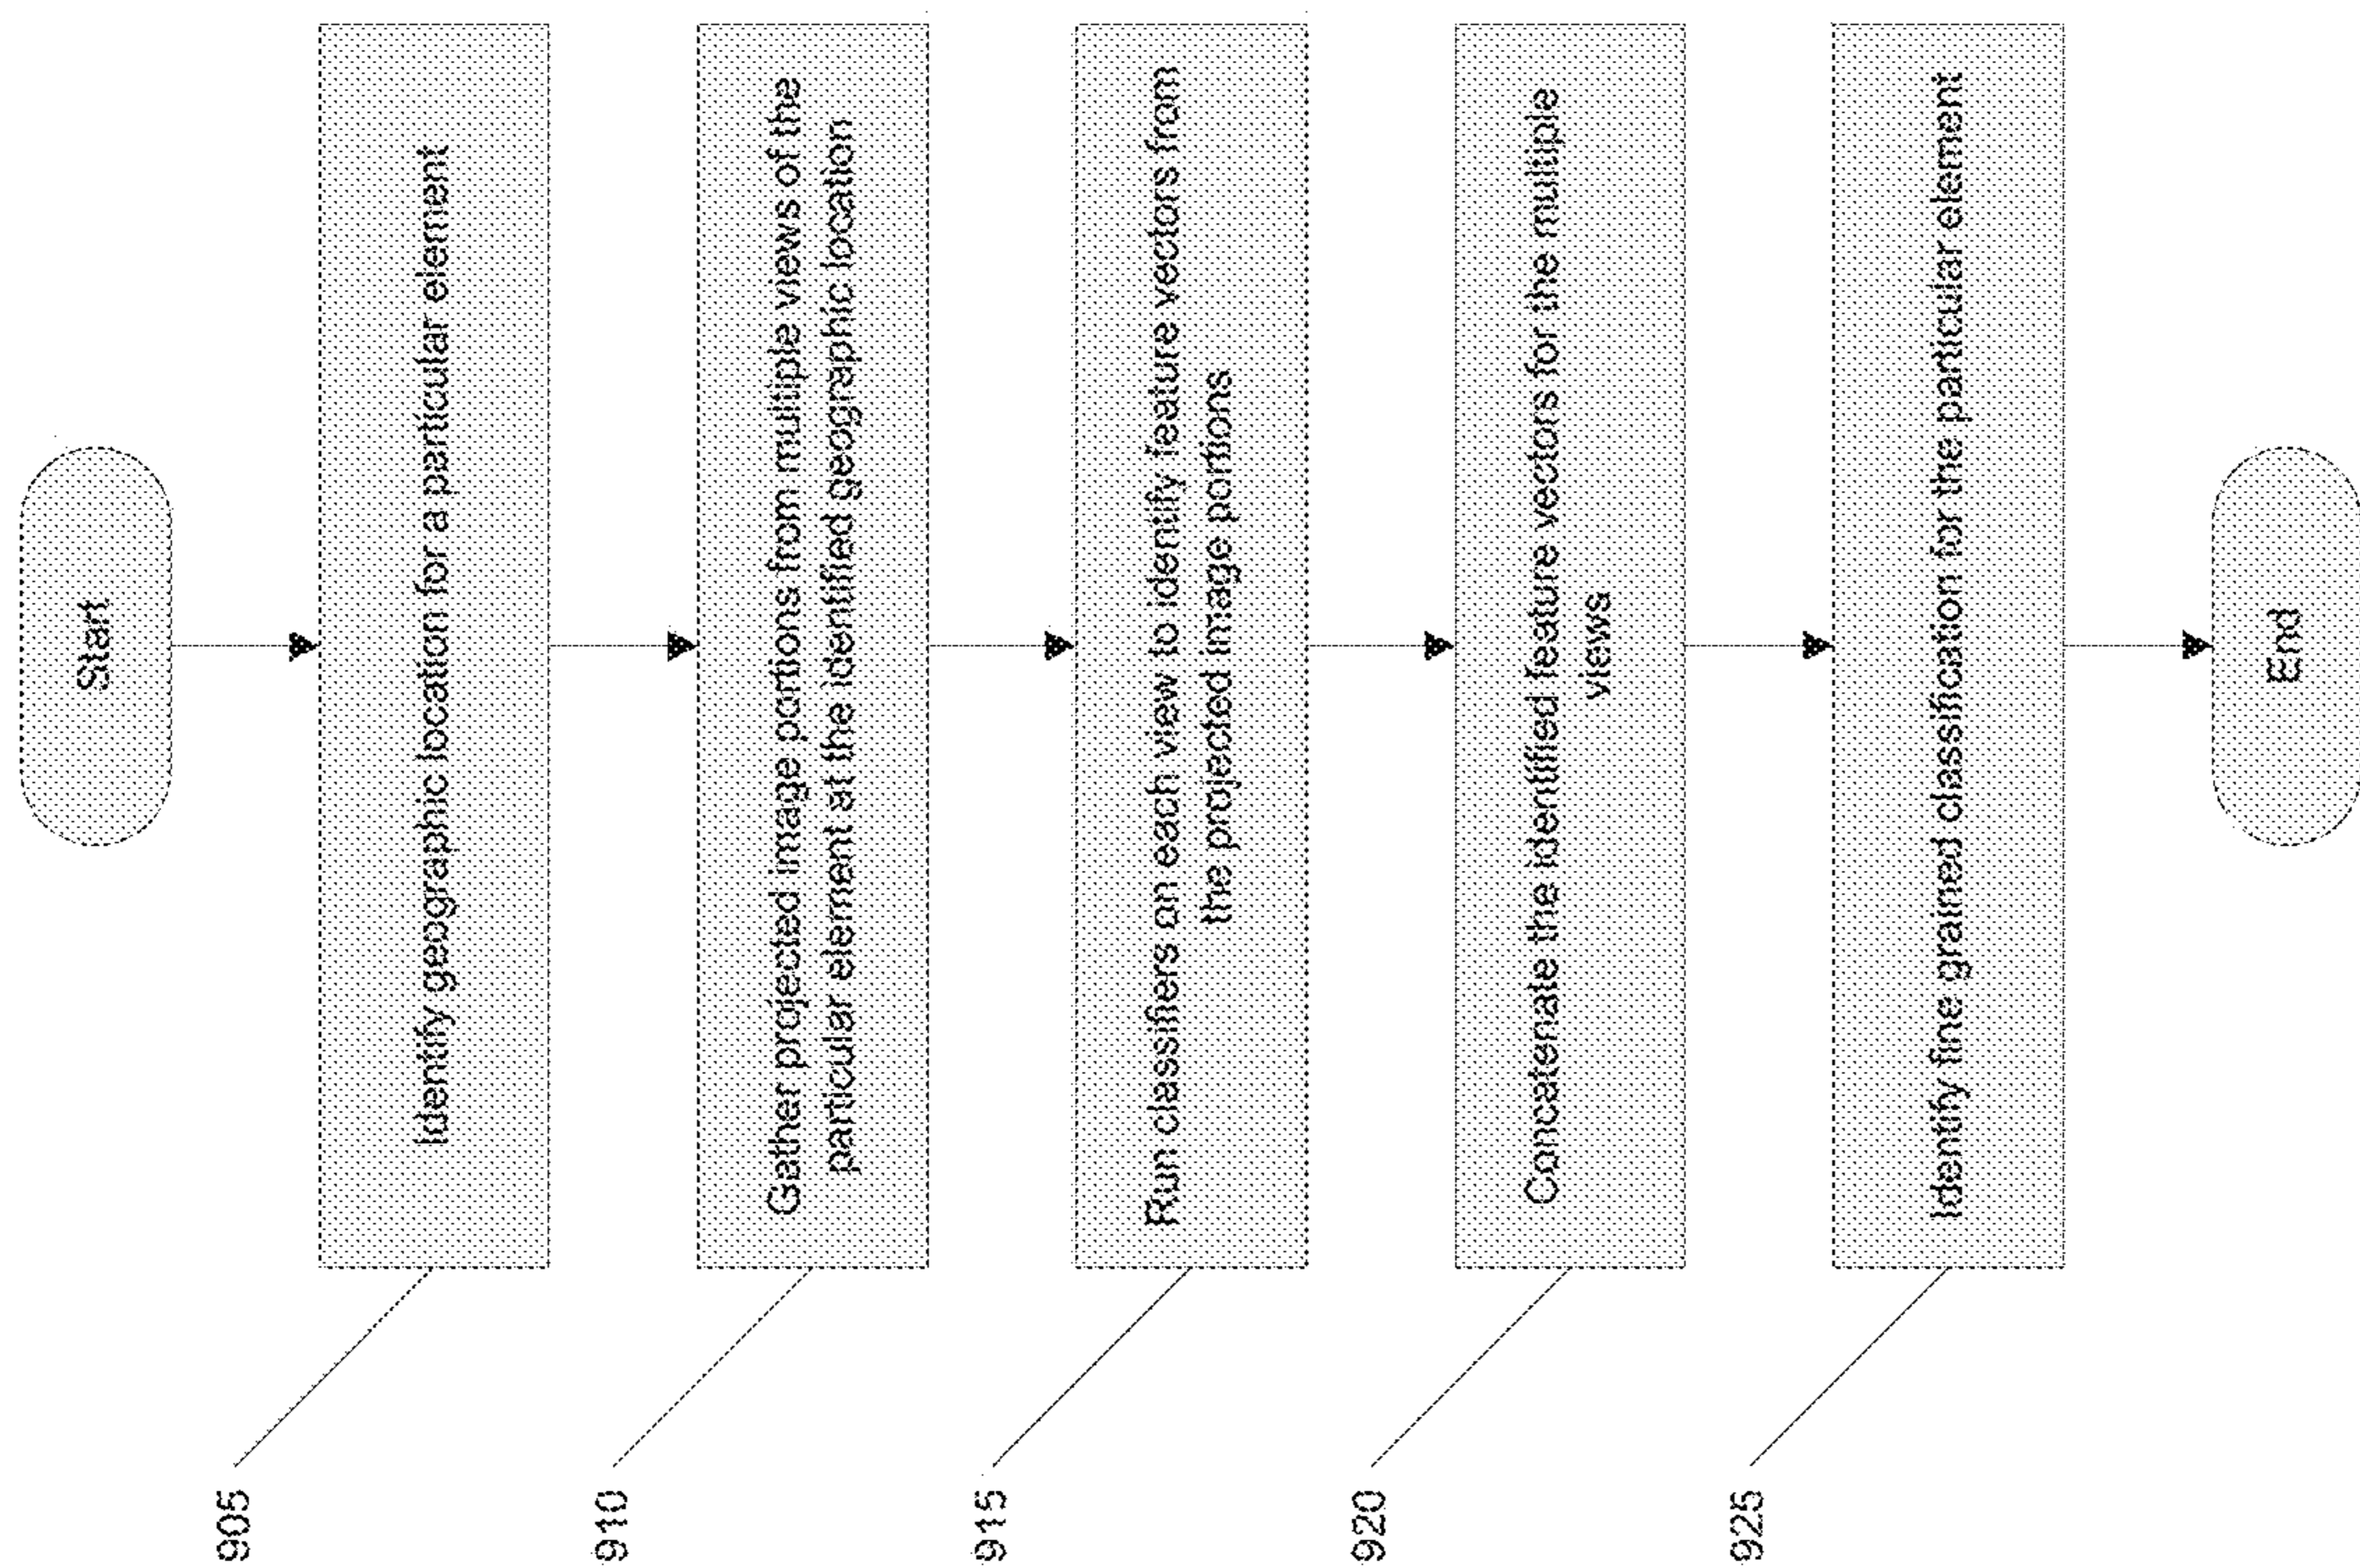 Start
905
Identify geographic location for a particular element
910
Gather projected image portions from multiple views of the
particular element at the identified geographic location
915
Run classifiers on each view to identify feature vectors from
the projected image portions
920
Concatenate the identified feature vectors for the multiple
views
925
Identify fine grained classification for the particular element
End